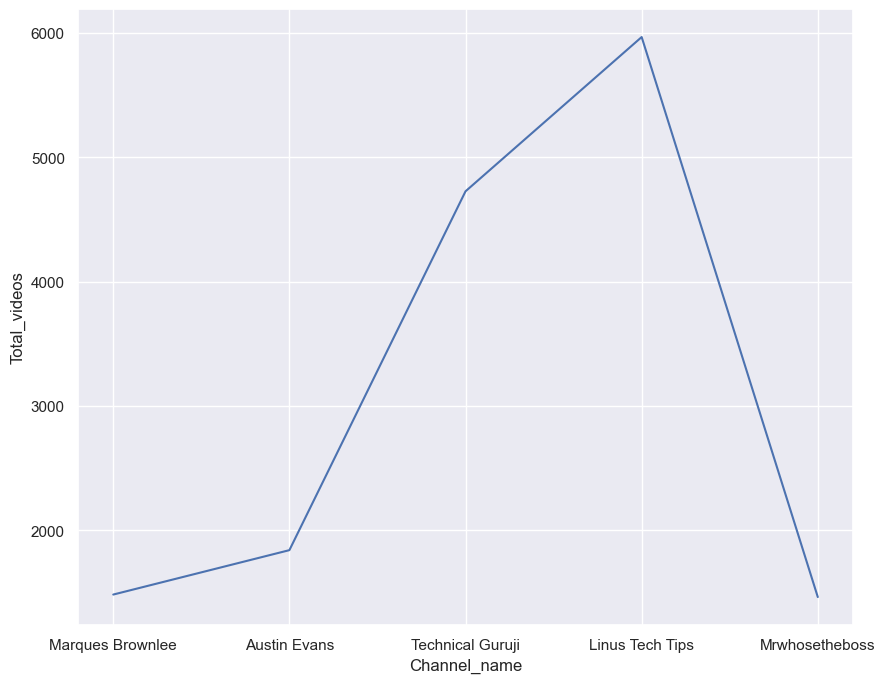 6000
5000
4000
3000
2000
Total_videos
Marques Brownlee Austin Evans Technical Guruji Linus Tech Tips Mrwhosetheboss
Channel_name